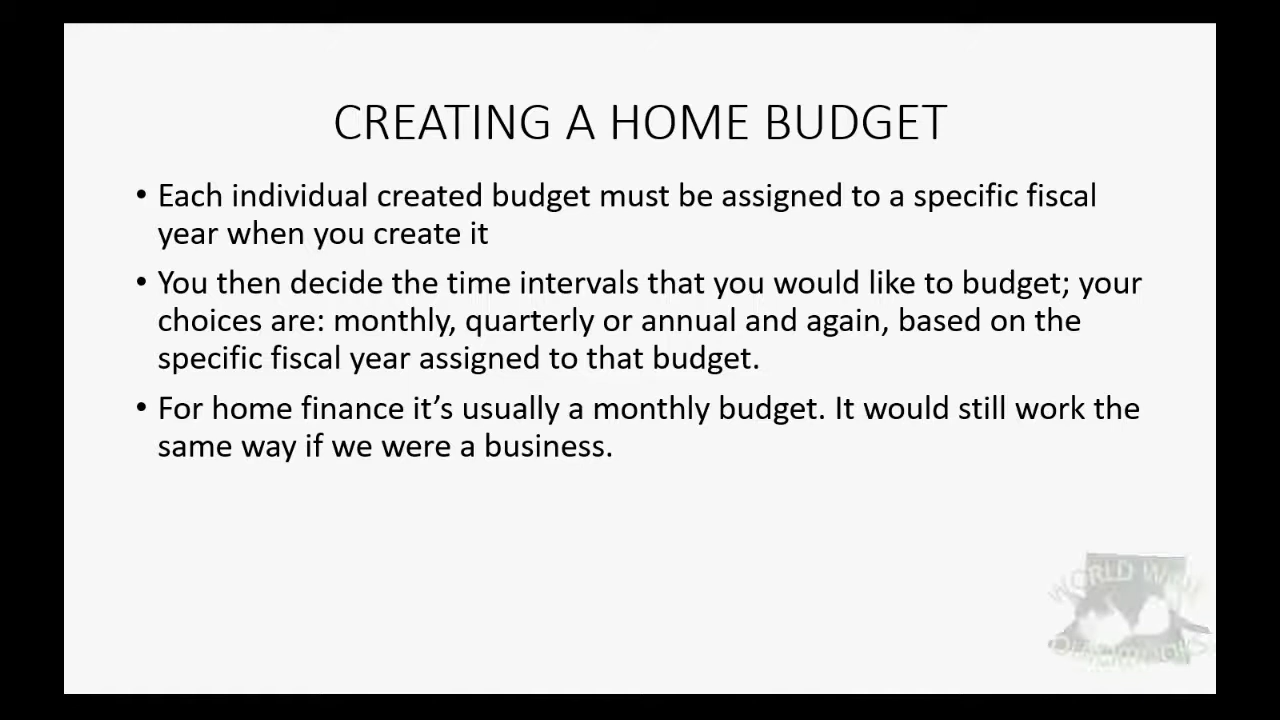 CREATING A HOME BUDGET
• Each individual created budget must be assigned to a specific fiscal
year when you create it
• You then decide the time intervals that you would like to budget; your
choices are: monthly, quarterly or annual and again, based on the
specific fiscal year assigned to that budget.
• For home finance it’s usually a monthly budget. It would still work the
same way if we were a business.
WORLD